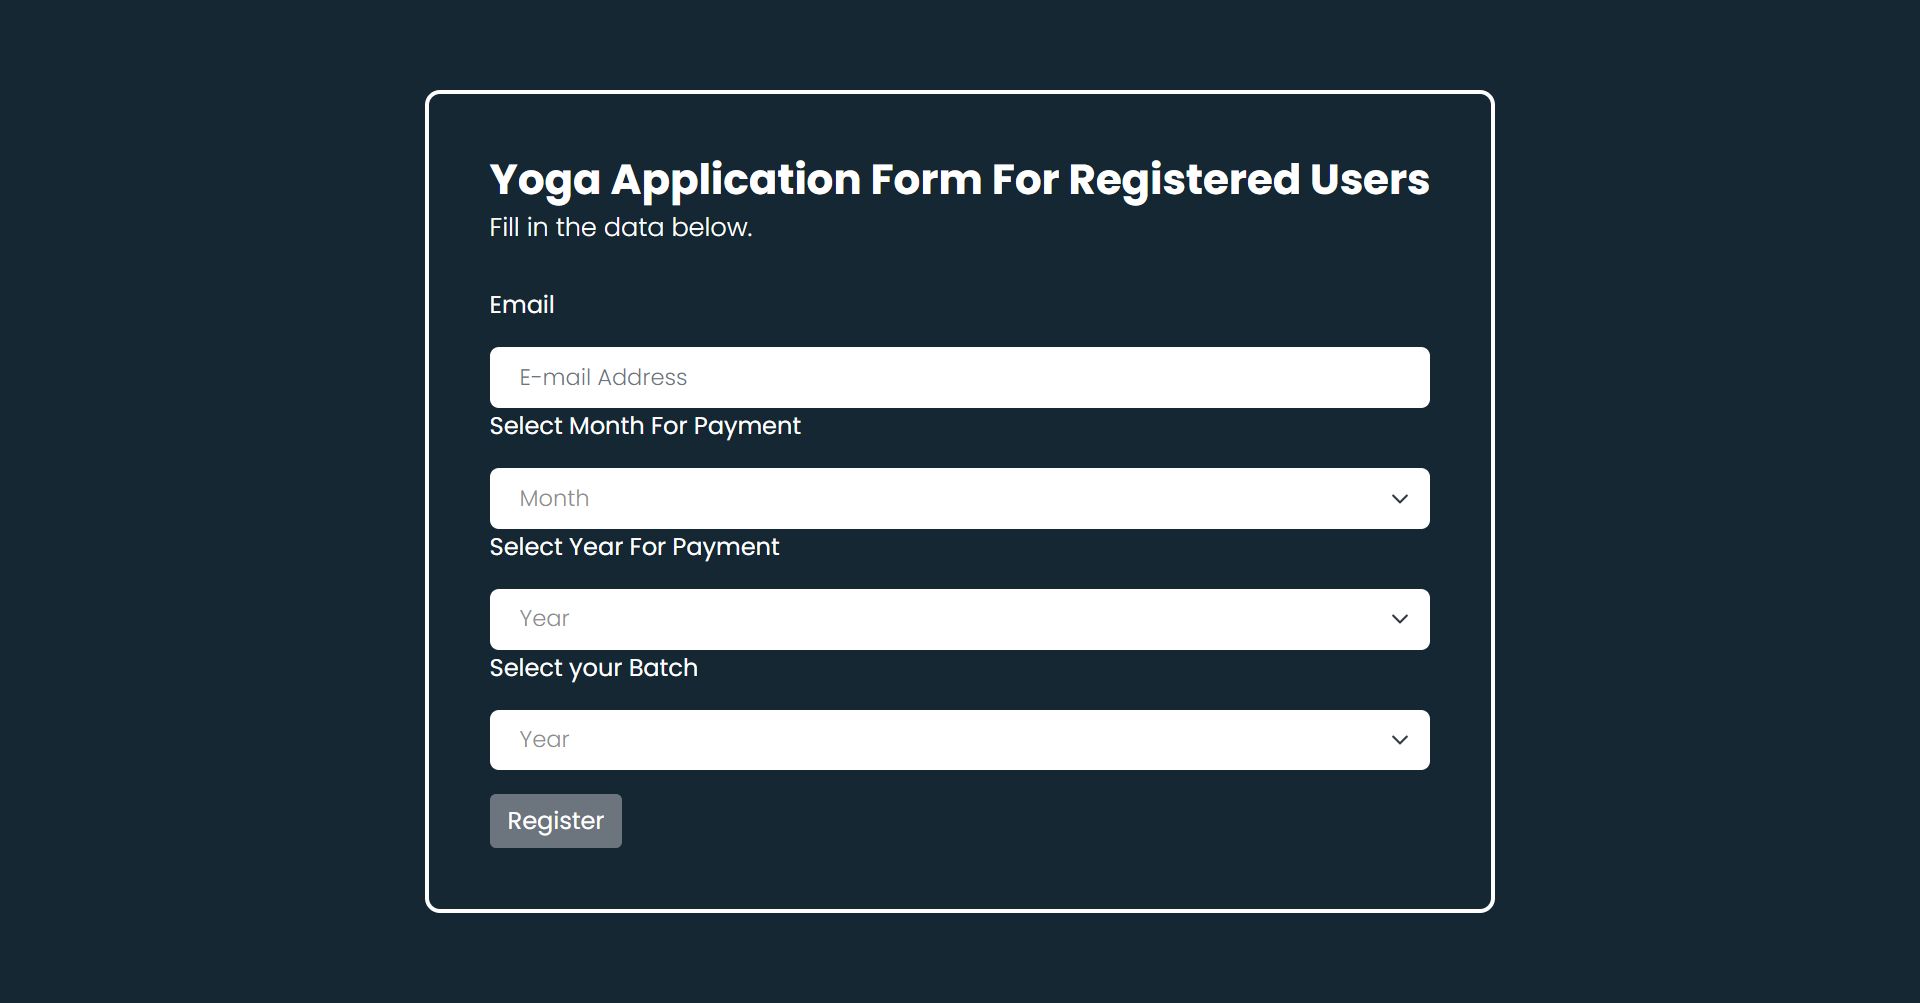 Yoga Application Form For Registered Users
Fill in the data below.
Email
E-mail Address
Select Month For Payment
Month
Select Year For Payment
Year
Select your Batch
Year
Register